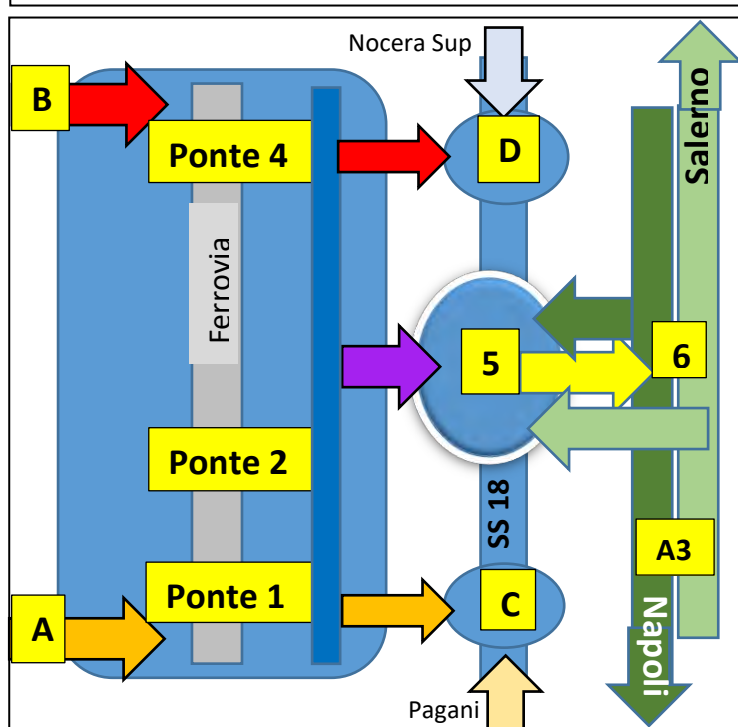 Nocera Sup
B
Salerno
Ponte 4
D
Ferrovia
5
6
Ponte 2
SS 18
A3
Ponte 1
C
A
Napoli
Pagani